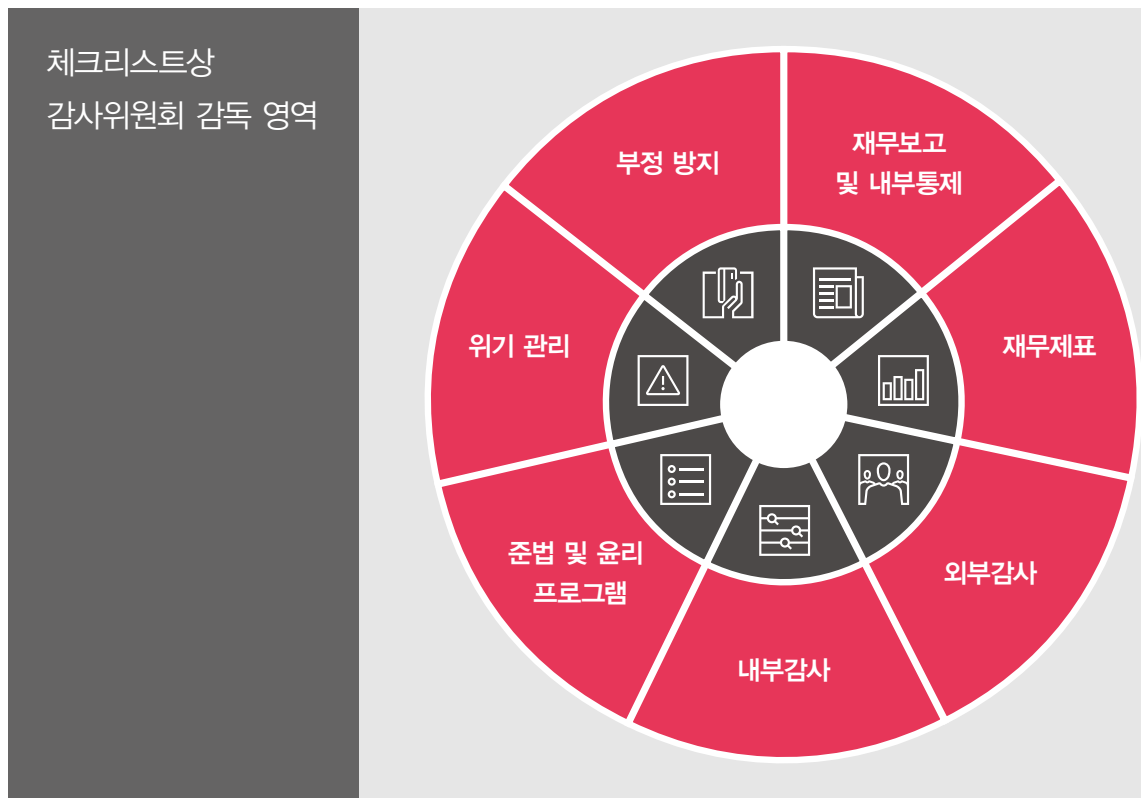 체크리스트상
감사위원회 감독 영역
부정 방지
재무보고
및 내부통제
위기 관리
재무제표
준법 및 윤리
프로그램
외부감사
내부감사